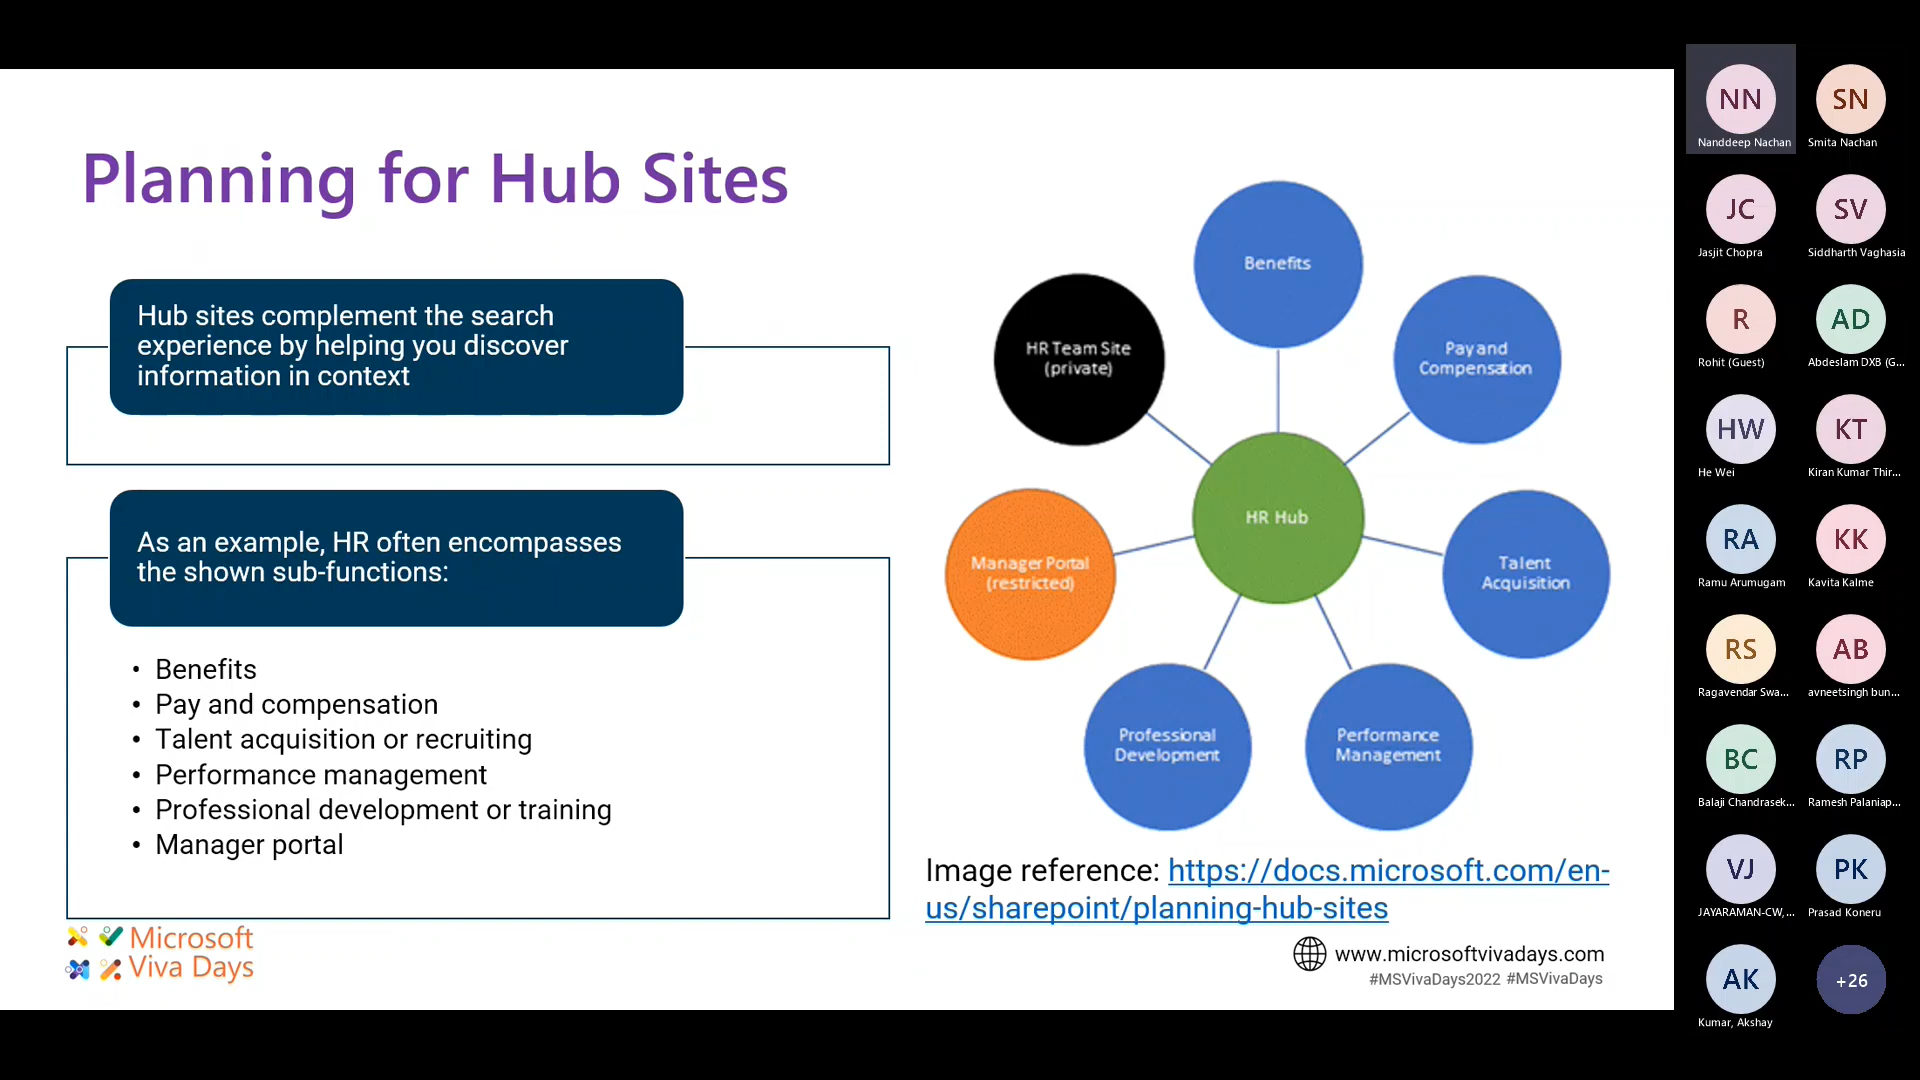 Planning for Hub Sites
Hub sites complement the search
experience by helping you discover
information in context
As an example, HR often encompasses
the shown sub-functions:
• Benefits
• Pay and compensation
• Talent acquisition or recruiting
• Performance management
• Professional development or training
• Manager portal
Microsoft
Viva Days
Benefits
HR Team Site
(private)
Pay and
Compensation
HR Hub
Manager Portal
(restricted)
Talent
Acquisition
Professional
Development
Performance
Management
Image reference: https://docs.microsoft.com/en-
us/sharepoint/planning-hub-sites
www.microsoftvivadays.com
#MSVivaDays2022 #MSVivaDays
NN
Nanddeep Nachan
SN
Smita Nachan
JC
Jasjit Chopra
SV
Siddharth Vaghasia
R
Rohit (Guest)
AD
Abdeslam DXB (G...
HW
He Wei
KT
Kiran Kumar Thir...
RA
Ramu Arumugam
KK
Kavita Kalme
RS
Ragavendar Swa...
AB
avneetsingh bun...
BC
Balaji Chandrasek...
RP
Ramesh Palaniap...
VJ
JAYARAMAN-CW,...
PK
Prasad Koneru
AK
Kumar, Akshay
+26